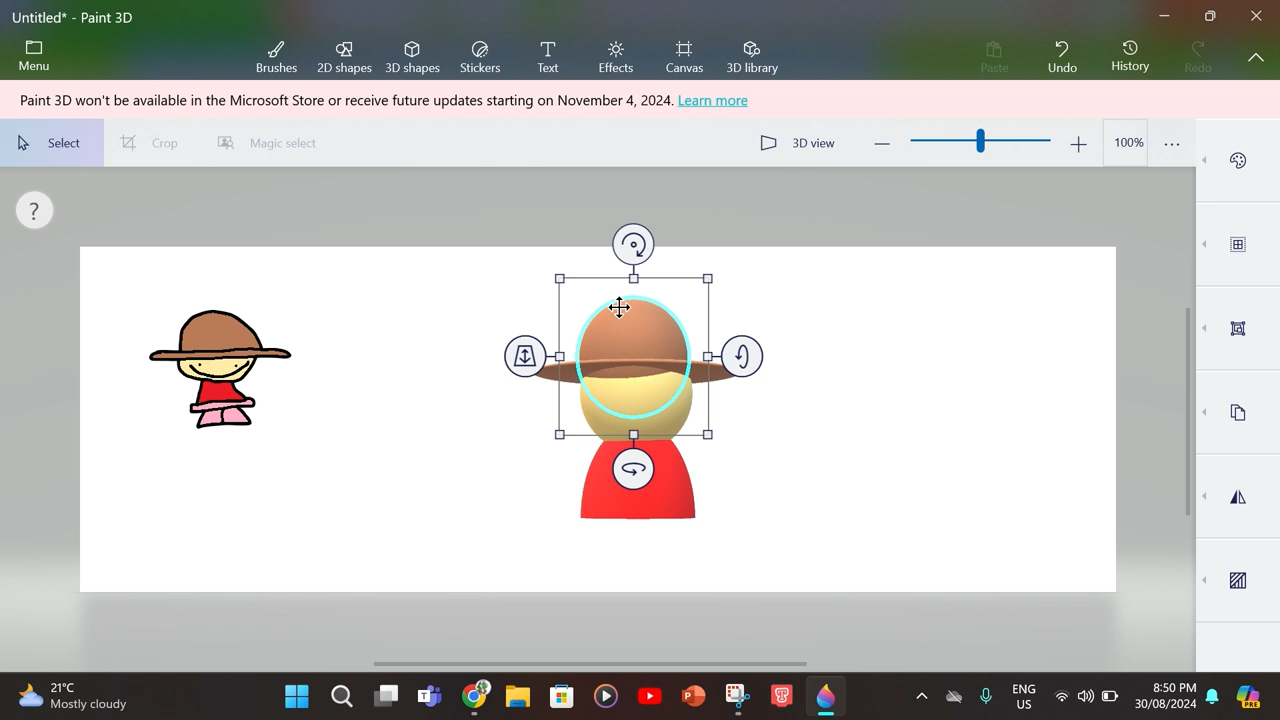 Untitled* - Paint 3D
Menu
Brushes
2D shapes
3D shapes
Stickers
Text
Effects
Canvas
3D library
Paste
Undo
History
Redo
Paint 3D won't be available in the Microsoft Store or receive future updates starting on November 4, 2024. Learn more
Select
Crop
Magic select
3D view
100%
?
21°C
Mostly cloudy
ENG
US
8:50 PM
30/08/2024
PRE